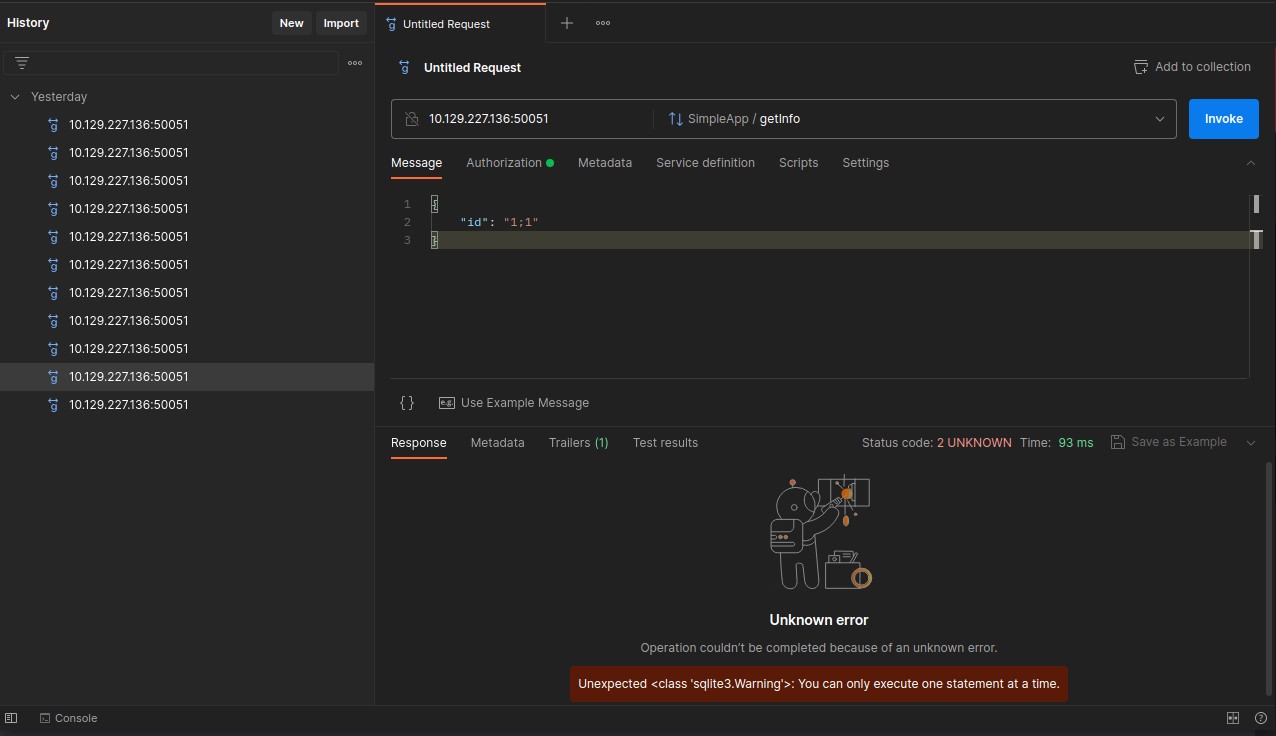 History
New
Import
Untitled Request
Yesterday
10.129.227.136:50051
10.129.227.136:50051
10.129.227.136:50051
10.129.227.136:50051
10.129.227.136:50051
10.129.227.136:50051
10.129.227.136:50051
10.129.227.136:50051
10.129.227.136:50051
10.129.227.136:50051
10.129.227.136:50051
Untitled Request
Add to collection
10.129.227.136:50051
SimpleApp / getInfo
Invoke
Message Authorization Metadata Service definition Scripts Settings
1 {
2 "id": "1;1"
3 }
{} e.g. Use Example Message
Response Metadata Trailers (1) Test results
Status code: 2 UNKNOWN Time: 93 ms Save as Example
Unknown error
Operation couldn't be completed because of an unknown error.
Unexpected <class 'sqlite3.Warning'>: You can only execute one statement at a time.
Console